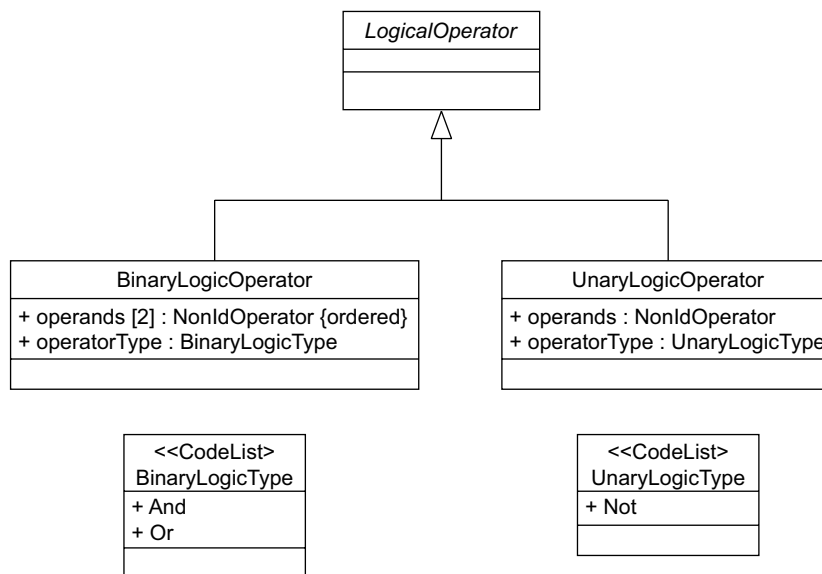 LogicalOperator
BinaryLogicOperator
+ operands [2] : NonIdOperator {ordered}
+ operatorType : BinaryLogicType
UnaryLogicOperator
+ operands : NonIdOperator
+ operatorType : UnaryLogicType
<<CodeList>
BinaryLogicType
+ And
+ Or
<<CodeList>
UnaryLogicType
+ Not